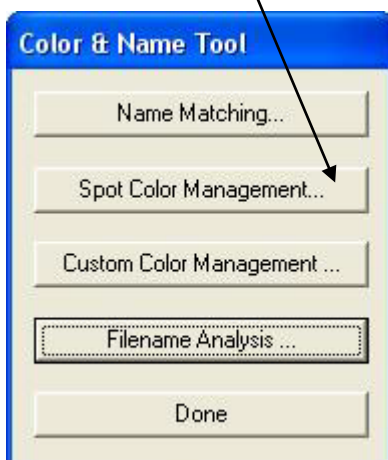 Color & Name Tool
Name Matching...
Spot Color Management...
Custom Color Management ...
Filename Analysis ...
Done